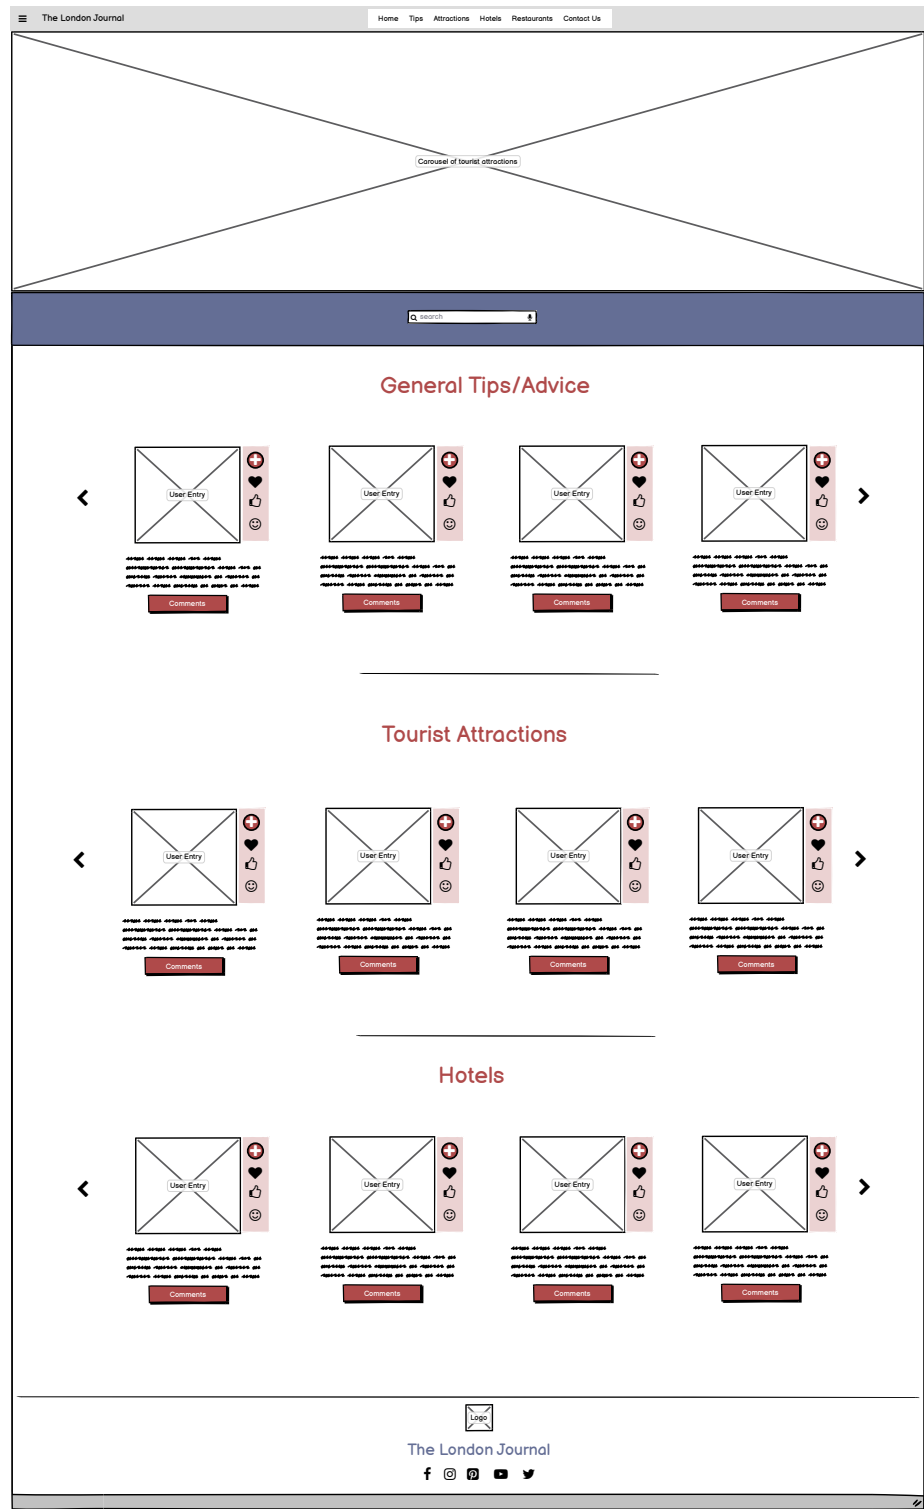 The London Journal
Home Tips Attractions Hotels Restaurants Contact Us
Carousel of tourist attractions
search
General Tips/Advice
User Entry User Entry User Entry User Entry
Comments Comments Comments Comments
Tourist Attractions
User Entry User Entry User Entry User Entry
Comments Comments Comments Comments
Hotels
User Entry User Entry User Entry User Entry
Comments Comments Comments Comments
Logo
The London Journal